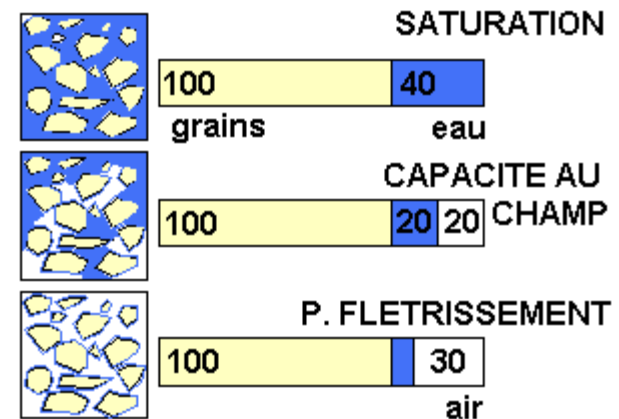 SATURATION
100 40
grains eau
CAPACITE AU
CHAMP
100 20 20
P. FLETRISSEMENT
100 30
air